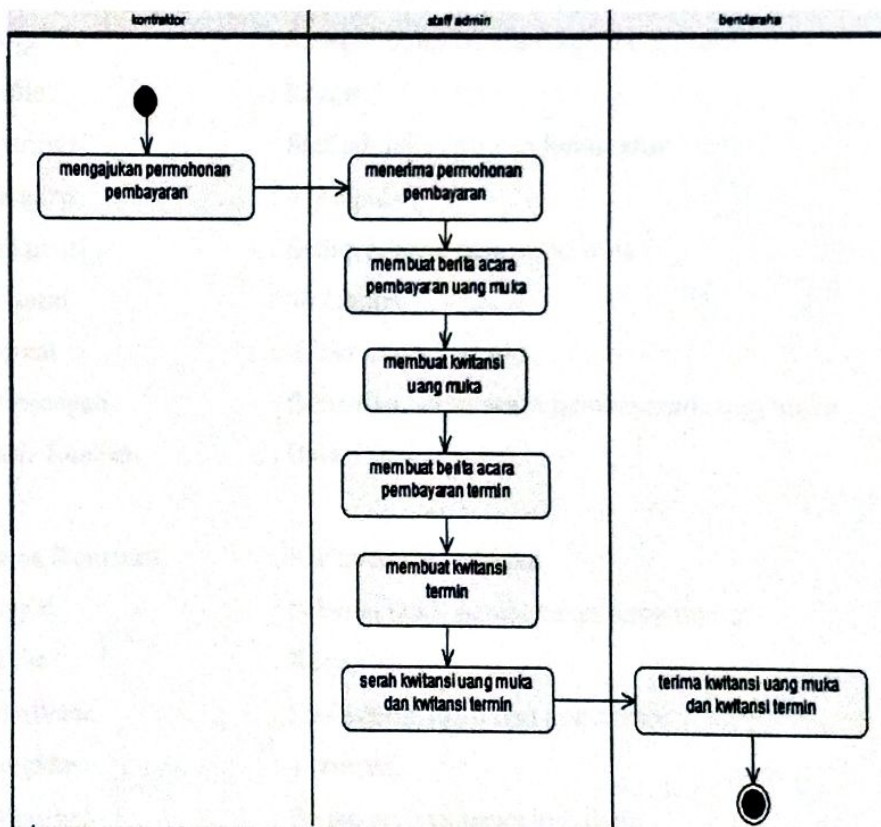 kontraktor
staff admin
bendaraha
mengajukan permohonan
pembayaran
menerima permohonan
pembayaran
membuat berita acara
pembayaran uang muka
membuat kwitansi
uang muka
membuat berita acara
pembayaran termin
membuat kwitansi
termin
serah kwitansi uang muka
dan kwitansi termin
terima kwitansi uang muka
dan kwitansi termin